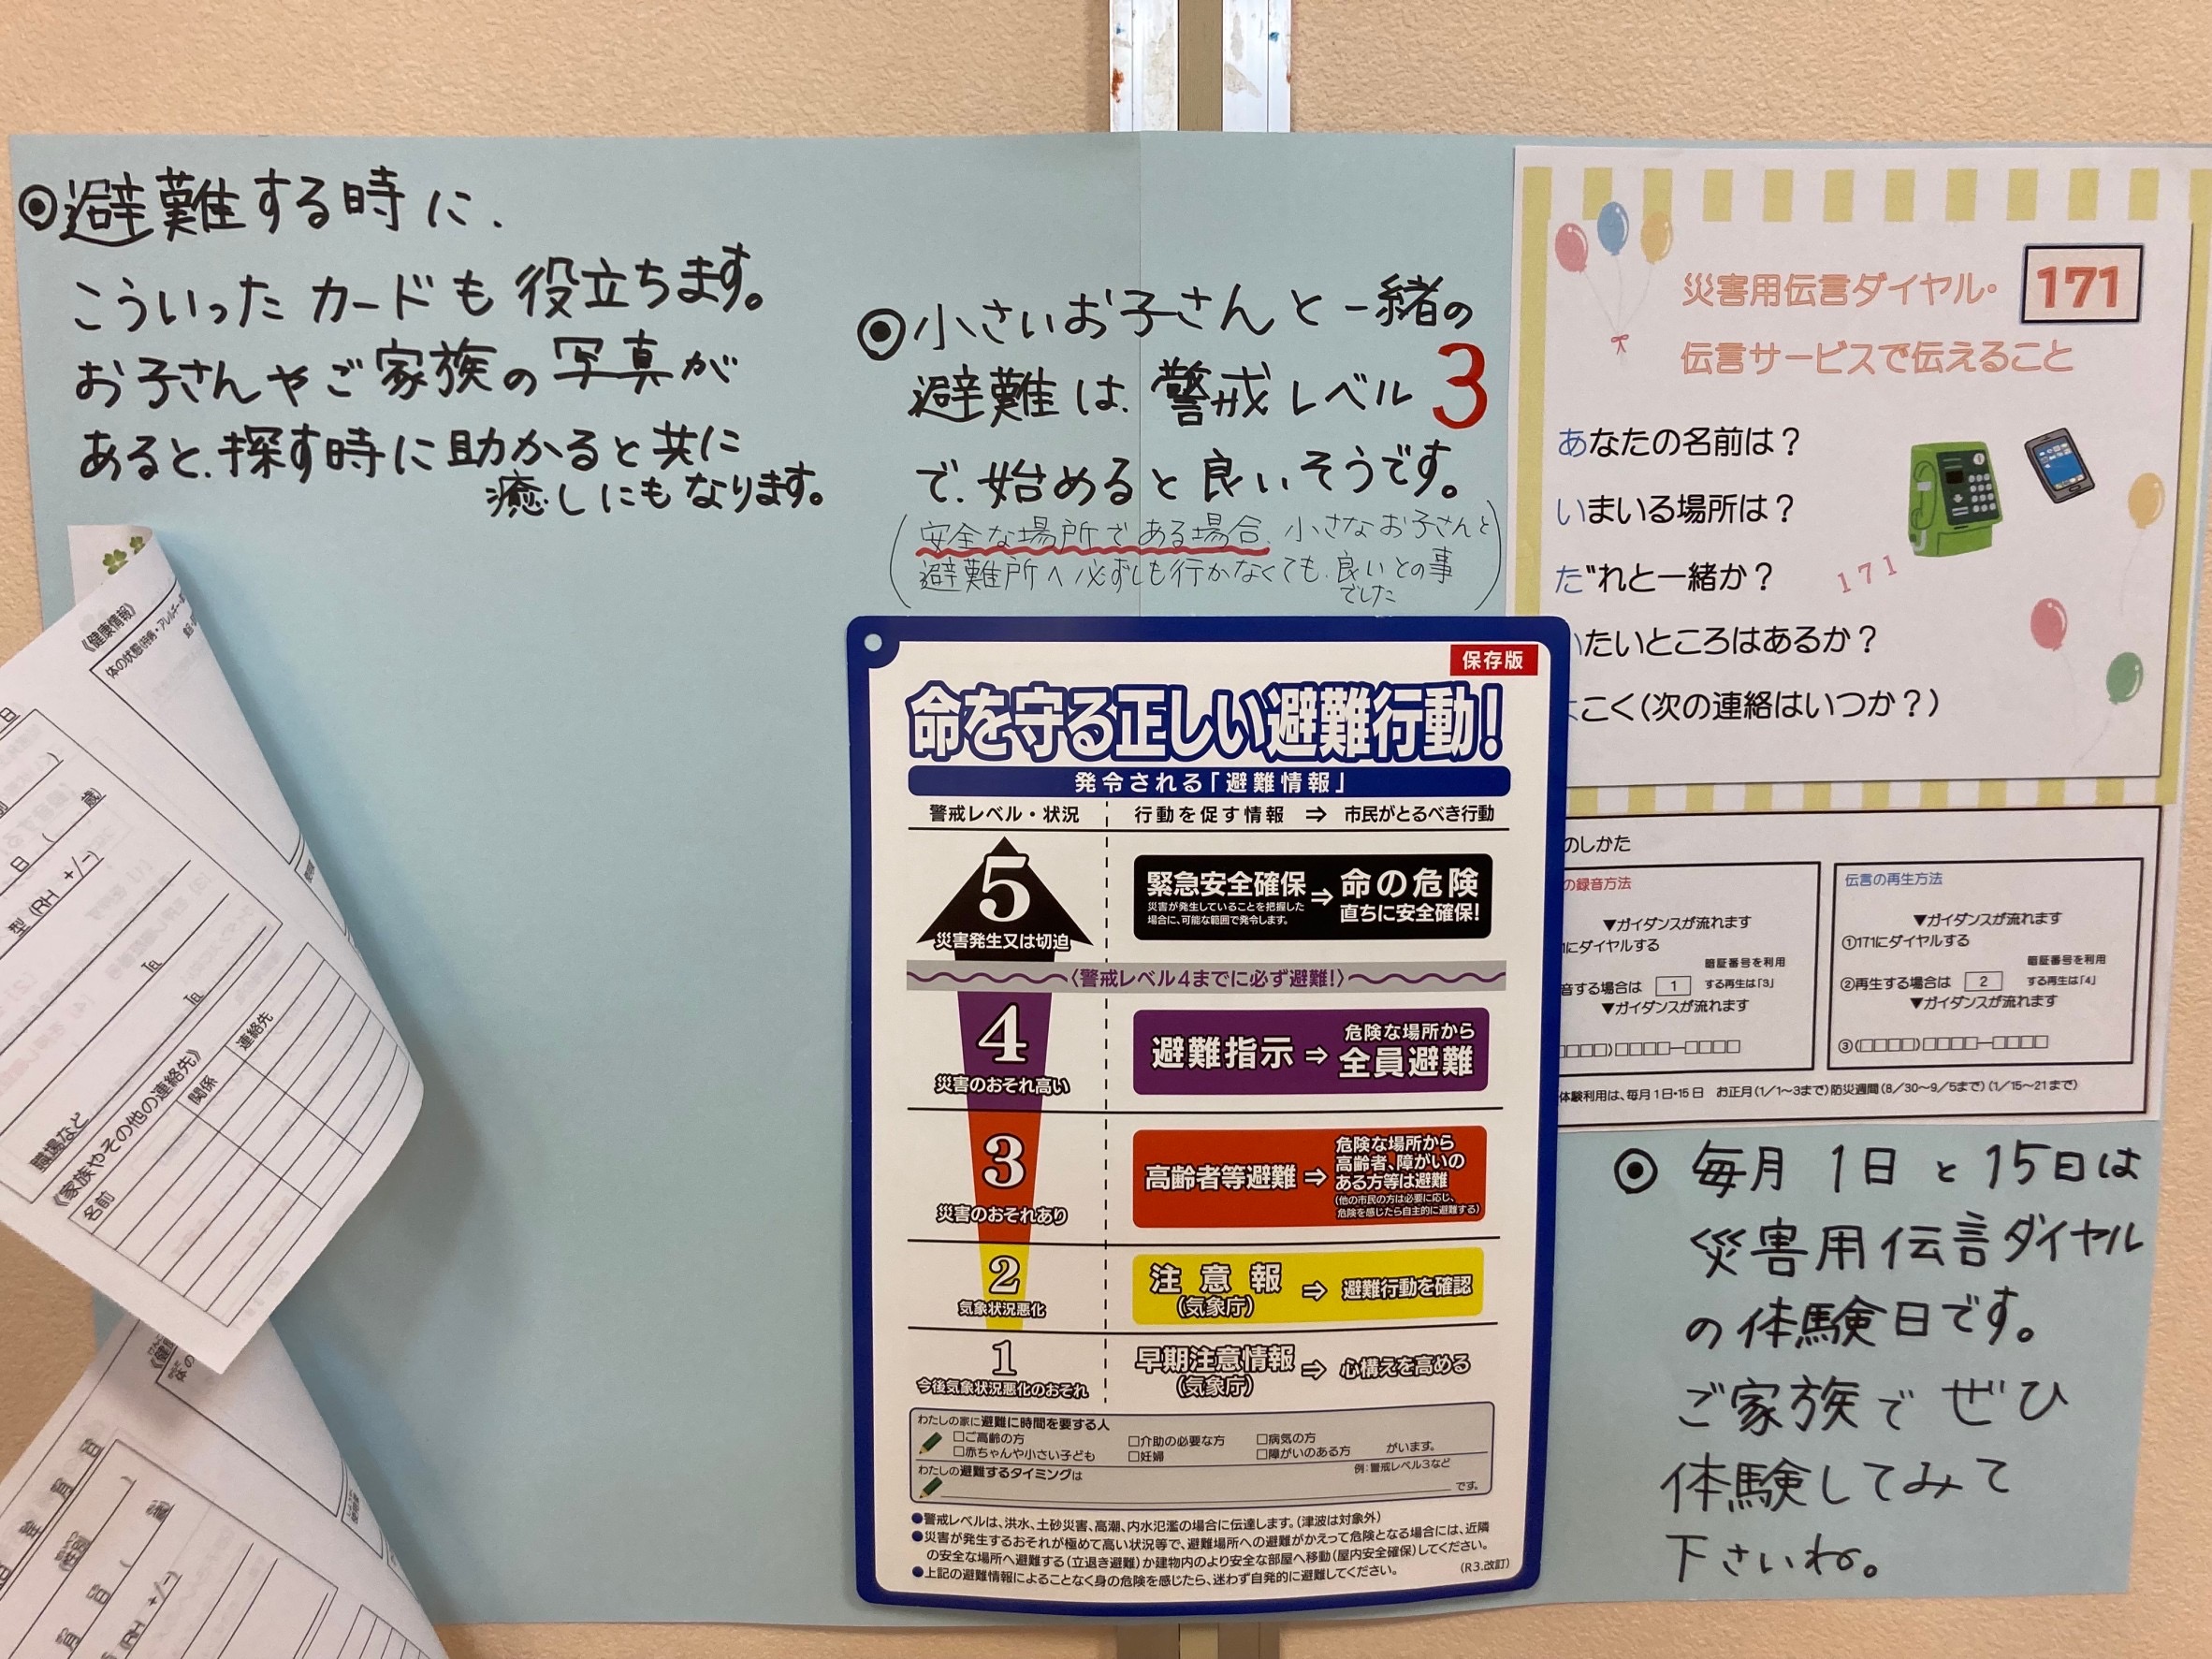 ◉避難する時に、
こういったカードも役立ちます。
お子さんやご家族の写真が
あると、探す時に助かると共に
癒しにもなります。
◉小さいお子さんと一緒の
避難は、警戒レベル3
で、始めると良いそうです。
(安全な場所である場合、小さなお子さんと
避難所へ必ずしも行かなくても、良いとの事
でした)
災害用伝言ダイヤル・171
伝言サービスで伝えること
あなたの名前は？
いまいる場所は？
だれと一緒か？
いたいところはあるか？
よこく(次の連絡はいつか？)
171
のしかた
の録音方法
▼ガイダンスが流れます
にダイヤルする
暗証番号を利用
音する場合は 1 する再生は「3」
▼ガイダンスが流れます
□□□□)□□□□―□□□□
伝言の再生方法
▼ガイダンスが流れます
①171にダイヤルする
暗証番号を利用
②再生する場合は 2 する再生は「4」
▼ガイダンスが流れます
③(□□□□)□□□□―□□□□
体験利用は、毎月1日・15日 お正月(1/1～3まで)防災週間(8/30～9/5まで)(1/15～21まで)
◉毎月 1日と15日は
災害用伝言ダイヤル
の体験日です。
ご家族で ぜひ
体験してみて
下さいね。
保存版
命を守る正しい避難行動！
発令される「避難情報」
警戒レベル・状況 行動を促す情報 ⇒ 市民がとるべき行動
5
災害発生又は切迫
緊急安全確保 ⇒ 命の危険
災害が発生していることを把握した
場合に、可能な範囲で発令します。
直ちに安全確保！
〈警戒レベル4までに必ず避難！〉
4
災害のおそれ高い
避難指示 ⇒ 危険な場所から
全員避難
3
災害のおそれあり
高齢者等避難 ⇒ 危険な場所から
高齢者、障がいの
ある方等は避難
(他の市民の方は必要に応じ、
危険を感じたら自主的に避難する)
2
気象状況悪化
注意報
(気象庁)
⇒ 避難行動を確認
1
今後気象状況悪化のおそれ
早期注意情報
(気象庁)
⇒ 心構えを高める
わたしの家に避難に時間を要する人
□ご高齢の方 □介助の必要な方 □病気の方
□赤ちゃんや小さい子ども □妊婦 □障がいのある方 がいます。
わたしの避難するタイミングは 例：警戒レベル3など
です。
●警戒レベルは、洪水、土砂災害、高潮、内水氾濫の場合に伝達します。(津波は対象外)
●災害が発生するおそれが極めて高い状況等で、避難場所への避難がかえって危険となる場合には、近隣
の安全な場所へ避難する(立退き避難)か建物内のより安全な部屋へ移動(屋内安全確保)してください。
●上記の避難情報によることなく身の危険を感じたら、迷わず自発的に避難してください。
(R3.改訂)
《健康情報》
体の状態(持病・アレルギー
日
歳)
日 (
型 (RH +/-)
℡
℡
職場など
《家族やその他の連絡先》
名前 関係 連絡先
年 月 日
性別
(RH +/-)